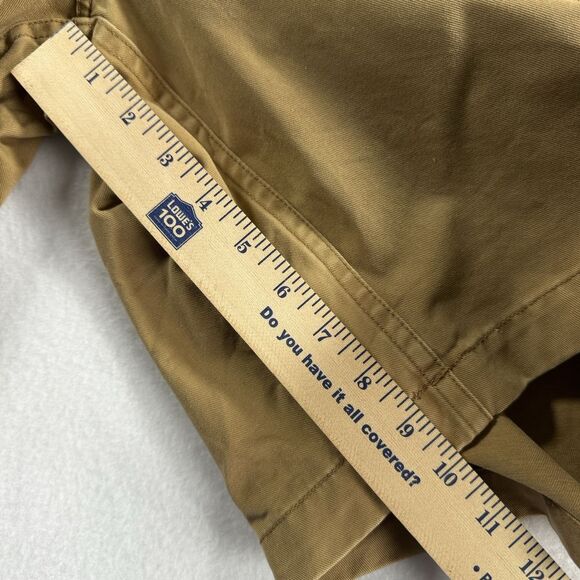 1 2 3 4 5 6 7 8 9 10 11 12
LOWE'S
100
Do you have it all covered?